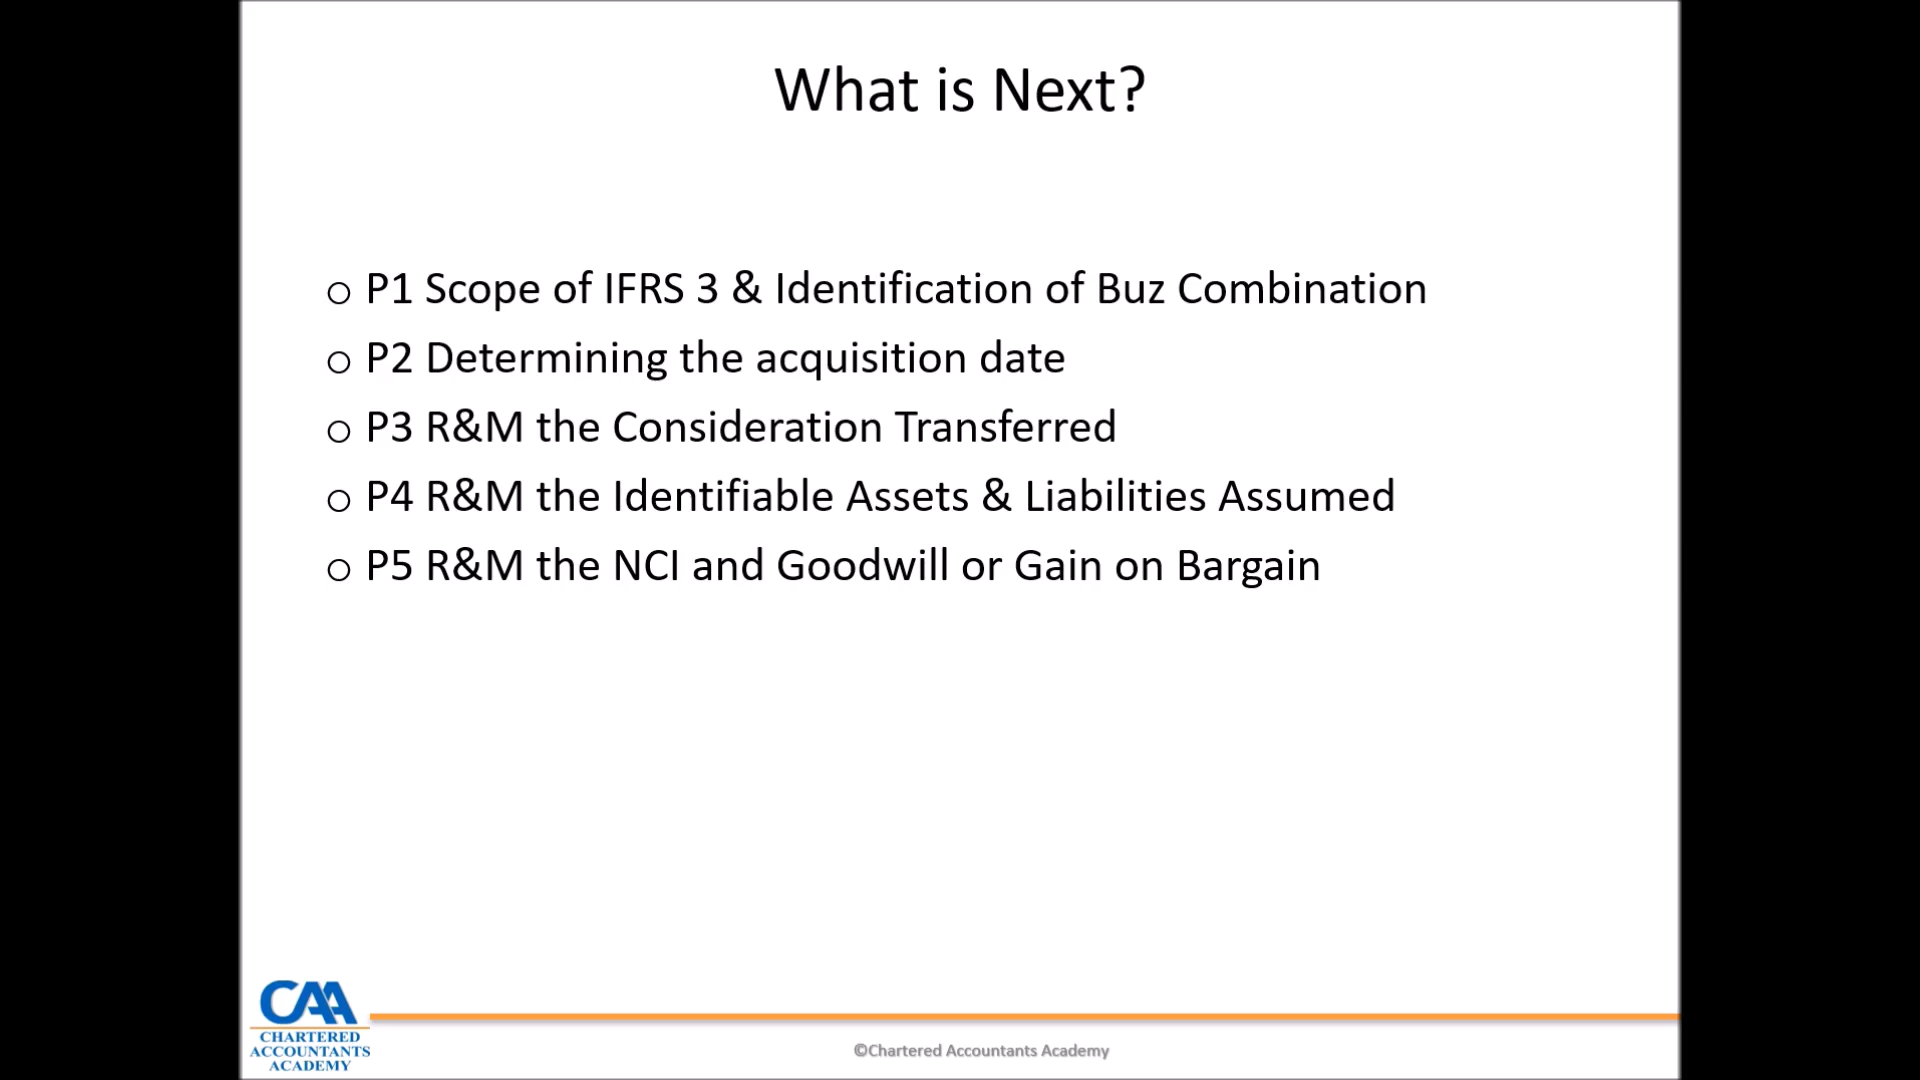 What is Next?
o P1 Scope of IFRS 3 & Identification of Buz Combination
o P2 Determining the acquisition date
o P3 R&M the Consideration Transferred
o P4 R&M the Identifiable Assets & Liabilities Assumed
o P5 R&M the NCI and Goodwill or Gain on Bargain
CAA
CHARTERED
ACCOUNTANTS
ACADEMY
©Chartered Accountants Academy